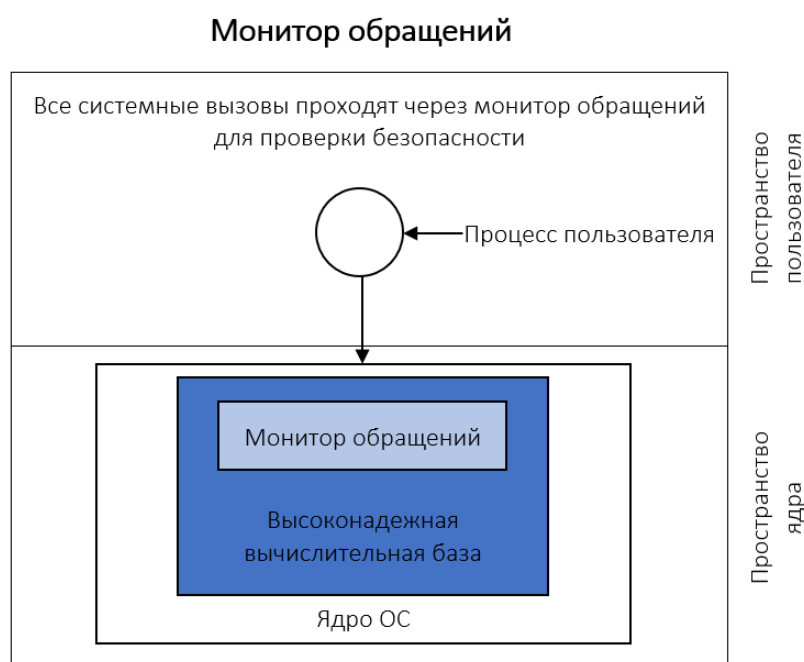 Монитор обращений
Все системные вызовы проходят через монитор обращений
для проверки безопасности
Процесс пользователя
Пространство
пользователя
Монитор обращений
Высоконадежная
вычислительная база
Ядро ОС
Пространство
ядра